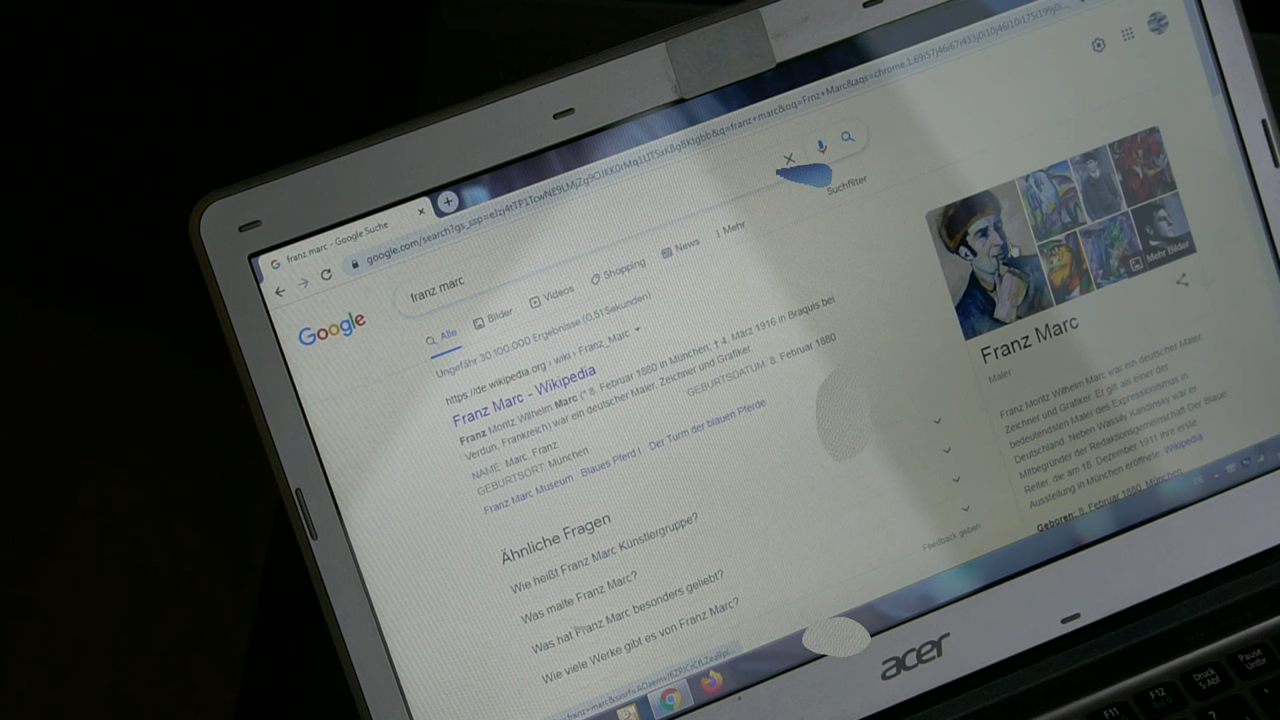 franz marc - Google Suche
Google
franz marc
Suchfilter
Alle
Bilder
Videos
Shopping
News
1 Mehr
Ungefähr 30.100.000 Ergebnisse (0,51 Sekunden)
https://de.wikipedia.org › wiki › Franz_Marc
Franz Marc - Wikipedia
Franz Moritz Wilhelm Marc (* 8. Februar 1880 in München; † 4. März 1916 in Braquis bei
Verdun, Frankreich) war ein deutscher Maler, Zeichner und Grafiker.
NAME: Marc, Franz
GEBURTSDATUM: 8. Februar 1880
GEBURTSORT: München
Franz Marc Museum · Blaues Pferd I · Der Turm der blauen Pferde
Ähnliche Fragen
Wie heißt Franz Marc Künstlergruppe?
Was malte Franz Marc?
Was hat Franz Marc besonders geliebt?
Wie viele Werke gibt es von Franz Marc?
Feedback geben
Mehr Bilder
Franz Marc
Maler
Franz Moritz Wilhelm Marc war ein deutscher Maler,
Zeichner und Grafiker. Er gilt als einer der
bedeutendsten Maler des Expressionismus in
Deutschland. Neben Wassily Kandinsky war er
Mitbegründer der Redaktionsgemeinschaft Der Blaue
Reiter, die am 18. Dezember 1911 ihre erste
Ausstellung in München eröffnete. Wikipedia
Geboren: 8. Februar 1880, München
acer
F11
F12
Druck
S-Abf
Pause
Untbr